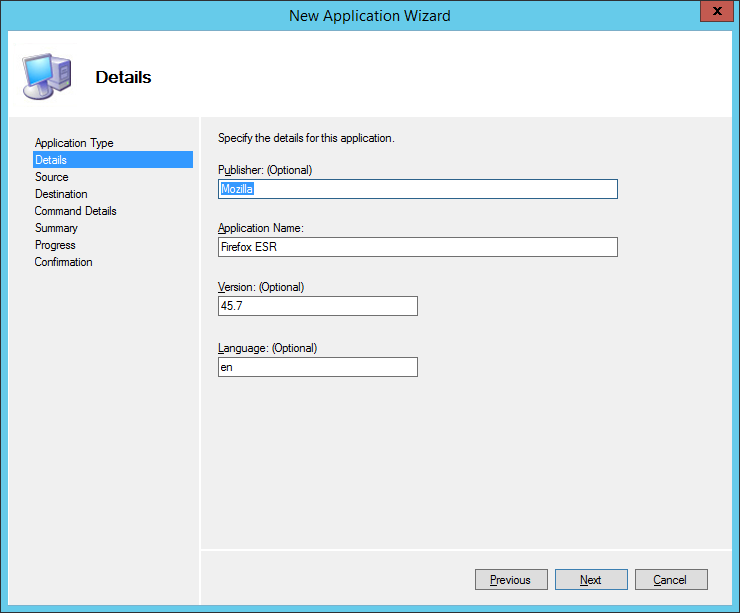 New Application Wizard
x
Details
Application Type
Details
Source
Destination
Command Details
Summary
Progress
Confirmation
Specify the details for this application.
Publisher: (Optional)
Mozilla
Application Name:
Firefox ESR
Version: (Optional)
45.7
Language: (Optional)
en
Previous
Next
Cancel